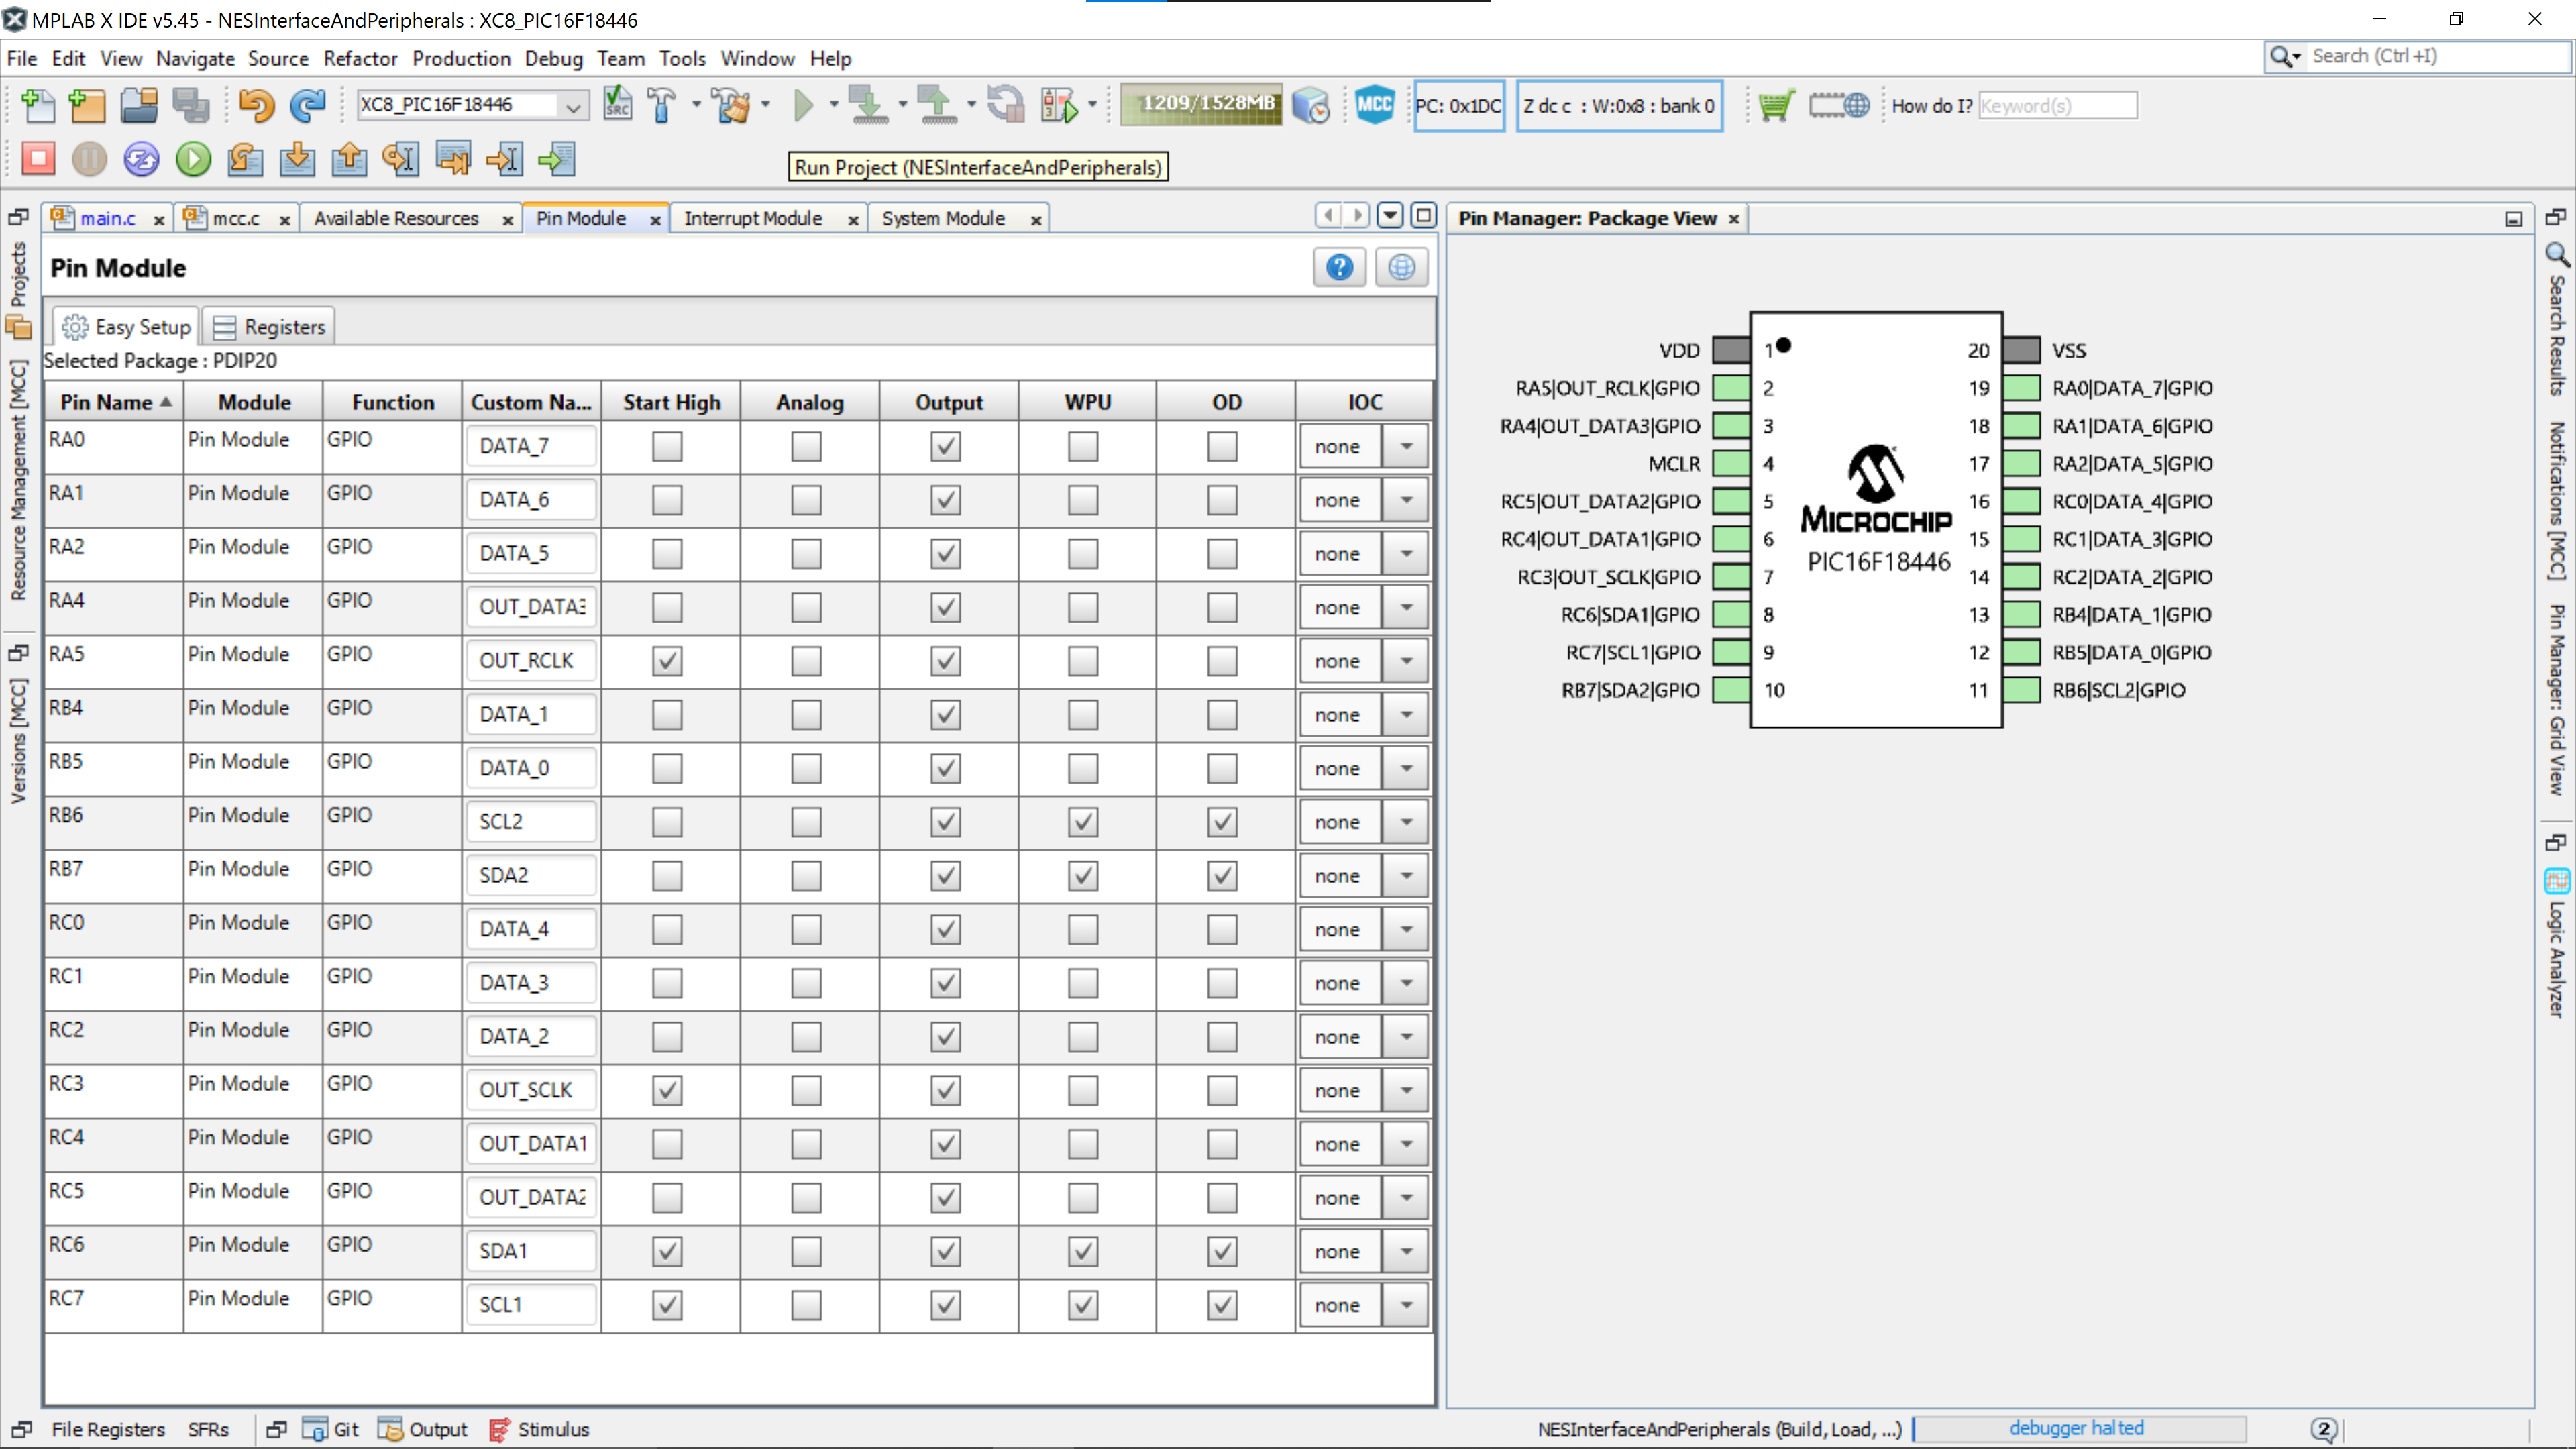 MPLAB X IDE v5.45 - NESInterfaceAndPeripherals : XC8_PIC16F18446
File Edit View Navigate Source Refactor Production Debug Team Tools Window Help
Search (Ctrl+I)
XC8_PIC16F18446
SRC
1209/1528MB
MCC
PC: 0x1DC
Z dc c : W:0x8 : bank 0
How do I? Keyword(s)
Run Project (NESInterfaceAndPeripherals)
main.c
mcc.c
Available Resources
Pin Module
Interrupt Module
System Module
Pin Manager: Package View
Projects
Resource Management [MCC]
Versions [MCC]
Pin Module
Easy Setup
Registers
Selected Package : PDIP20
Pin Name Module Function Custom Na... Start High Analog Output WPU OD IOC
RA0 Pin Module GPIO DATA_7 none
RA1 Pin Module GPIO DATA_6 none
RA2 Pin Module GPIO DATA_5 none
RA4 Pin Module GPIO OUT_DATA3 none
RA5 Pin Module GPIO OUT_RCLK none
RB4 Pin Module GPIO DATA_1 none
RB5 Pin Module GPIO DATA_0 none
RB6 Pin Module GPIO SCL2 none
RB7 Pin Module GPIO SDA2 none
RC0 Pin Module GPIO DATA_4 none
RC1 Pin Module GPIO DATA_3 none
RC2 Pin Module GPIO DATA_2 none
RC3 Pin Module GPIO OUT_SCLK none
RC4 Pin Module GPIO OUT_DATA1 none
RC5 Pin Module GPIO OUT_DATA2 none
RC6 Pin Module GPIO SDA1 none
RC7 Pin Module GPIO SCL1 none
VDD 1 20 VSS
RA5|OUT_RCLK|GPIO 2 19 RA0|DATA_7|GPIO
RA4|OUT_DATA3|GPIO 3 18 RA1|DATA_6|GPIO
MCLR 4 17 RA2|DATA_5|GPIO
RC5|OUT_DATA2|GPIO 5 16 RC0|DATA_4|GPIO
RC4|OUT_DATA1|GPIO 6 15 RC1|DATA_3|GPIO
RC3|OUT_SCLK|GPIO 7 14 RC2|DATA_2|GPIO
RC6|SDA1|GPIO 8 13 RB4|DATA_1|GPIO
RC7|SCL1|GPIO 9 12 RB5|DATA_0|GPIO
RB7|SDA2|GPIO 10 11 RB6|SCL2|GPIO
MICROCHIP
PIC16F18446
Search Results
Notifications [MCC]
Pin Manager: Grid View
Logic Analyzer
File Registers SFRs Git Output Stimulus
NESInterfaceAndPeripherals (Build, Load, ...)
debugger halted
2